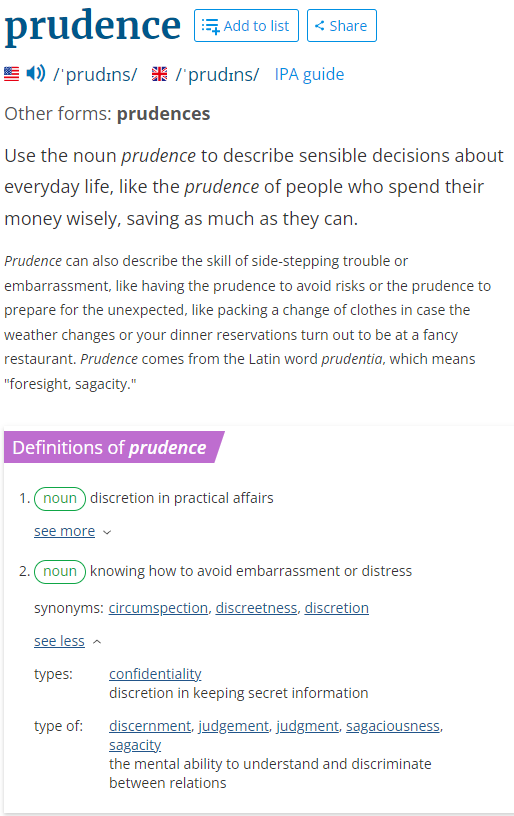 prudence Add to list Share
/ˈprudɪns/ /ˈprudɪns/ IPA guide
Other forms: prudences
Use the noun prudence to describe sensible decisions about
everyday life, like the prudence of people who spend their
money wisely, saving as much as they can.
Prudence can also describe the skill of side-stepping trouble or
embarrassment, like having the prudence to avoid risks or the prudence to
prepare for the unexpected, like packing a change of clothes in case the
weather changes or your dinner reservations turn out to be at a fancy
restaurant. Prudence comes from the Latin word prudentia, which means
"foresight, sagacity."
Definitions of prudence
1. noun discretion in practical affairs
see more
2. noun knowing how to avoid embarrassment or distress
synonyms: circumspection, discreetness, discretion
see less
types: confidentiality
discretion in keeping secret information
type of: discernment, judgement, judgment, sagaciousness,
sagacity
the mental ability to understand and discriminate
between relations